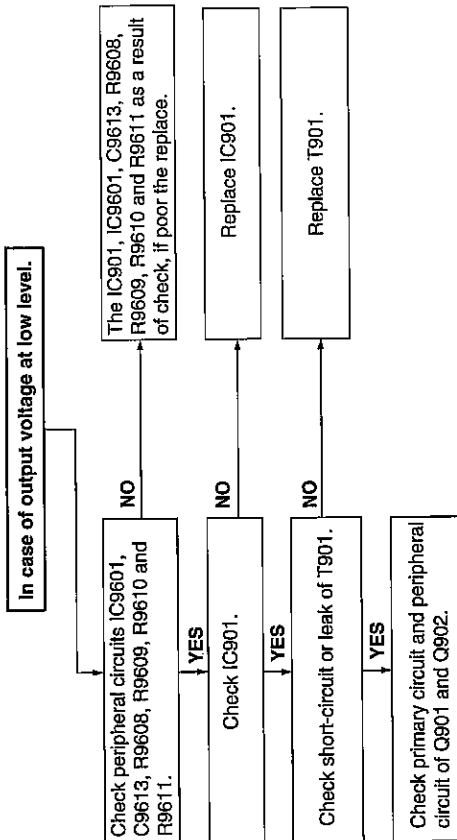 In case of output voltage at low level.
Check peripheral circuits IC9601,
C9613, R9608, R9609, R9610 and
R9611.
NO
The IC901, IC9601, C9613, R9608,
R9609, R9610 and R9611 as a result
of check, if poor the replace.
YES
Check IC901.
NO
Replace IC901.
YES
Check short-circuit or leak of T901.
NO
Replace T901.
YES
Check primary circuit and peripheral
circuit of Q901 and Q902.